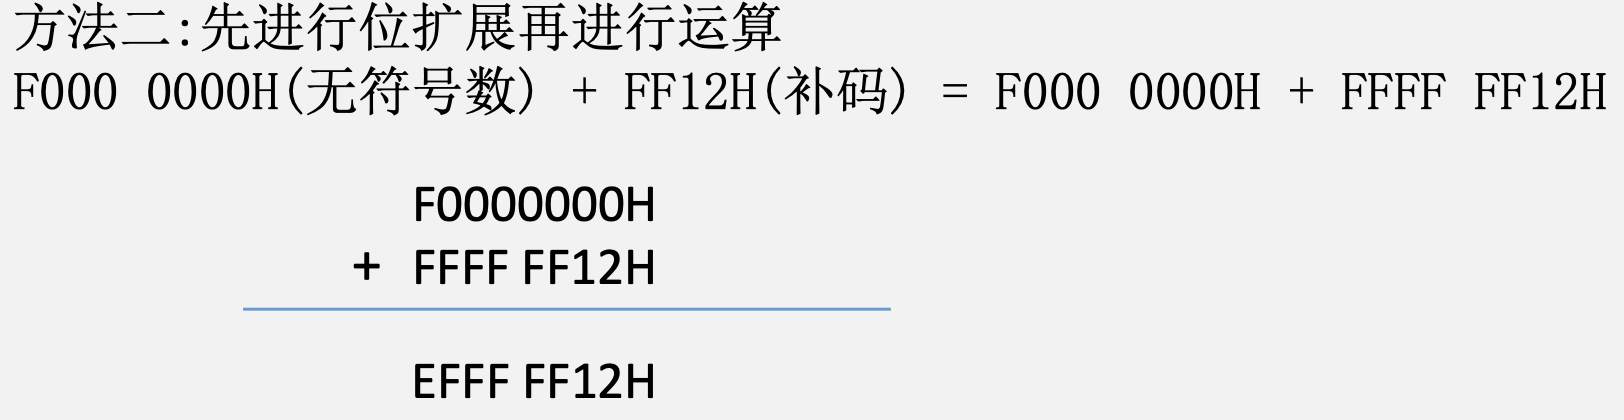 方法二:先进行位扩展再进行运算
F000 0000H(无符号数) + FF12H(补码) = F000 0000H + FFFF FF12H
F0000000H
+ FFFF FF12H
EFFF FF12H